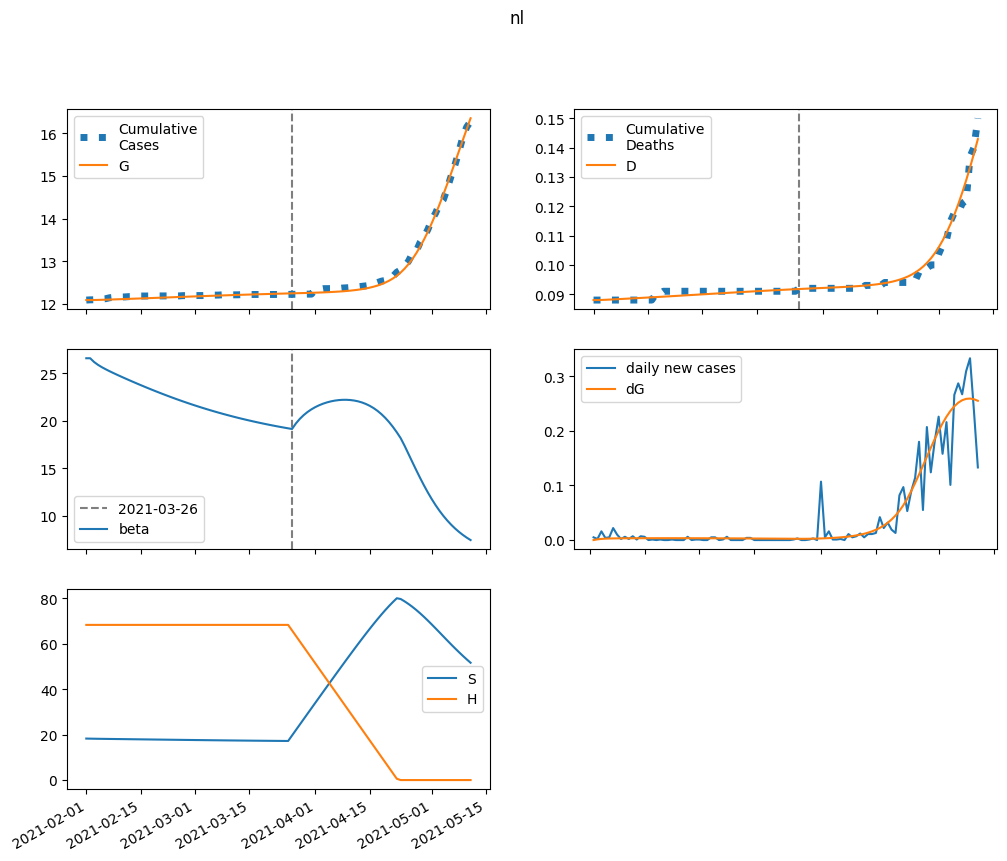 nl
16
15
14
13
12
Cumulative
Cases
G
0.15
0.14
0.13
0.12
0.11
0.10
0.09
Cumulative
Deaths
D
25
20
15
10
2021-03-26
beta
0.3
0.2
0.1
0.0
daily new cases
dG
80
60
40
20
0
S
H
2021-02-01
2021-02-15
2021-03-01
2021-03-15
2021-04-01
2021-04-15
2021-05-01
2021-05-15